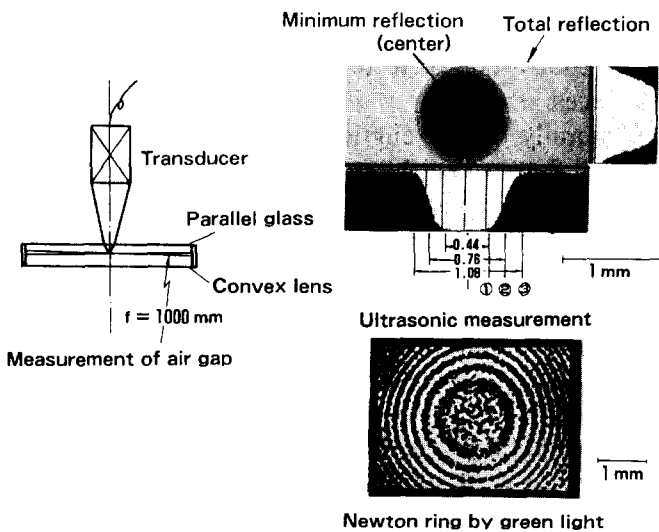 Minimum reflection
(center)
Total reflection
Transducer
Parallel glass
Convex lens
f = 1000 mm
Measurement of air gap
0.44
0.76
1.08
① ② ③
1 mm
Ultrasonic measurement
1 mm
Newton ring by green light